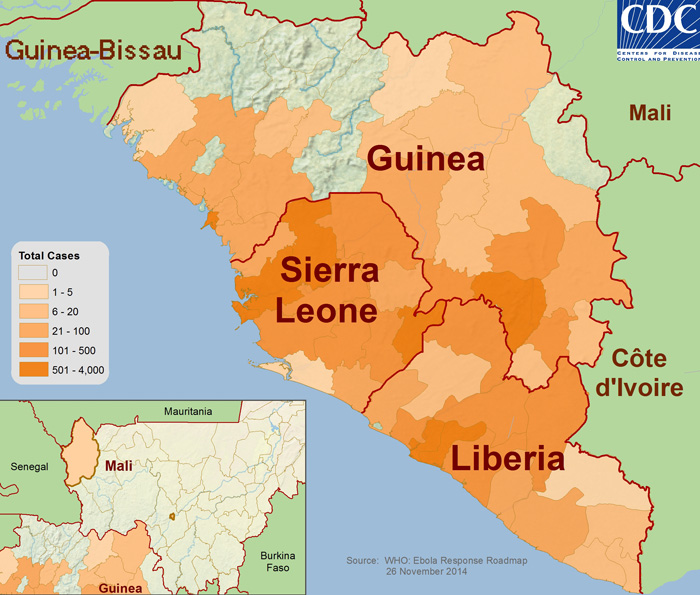 CDC
CENTERS FOR DISEASE
CONTROL AND PREVENTION
Guinea-Bissau
Mali
Guinea
Total Cases
0
1 - 5
6 - 20
21 - 100
101 - 500
501 - 4,000
Sierra
Leone
Côte
d'Ivoire
Liberia
Mauritania
Senegal
Mali
Burkina
Faso
Guinea
Source: WHO: Ebola Response Roadmap
26 November 2014